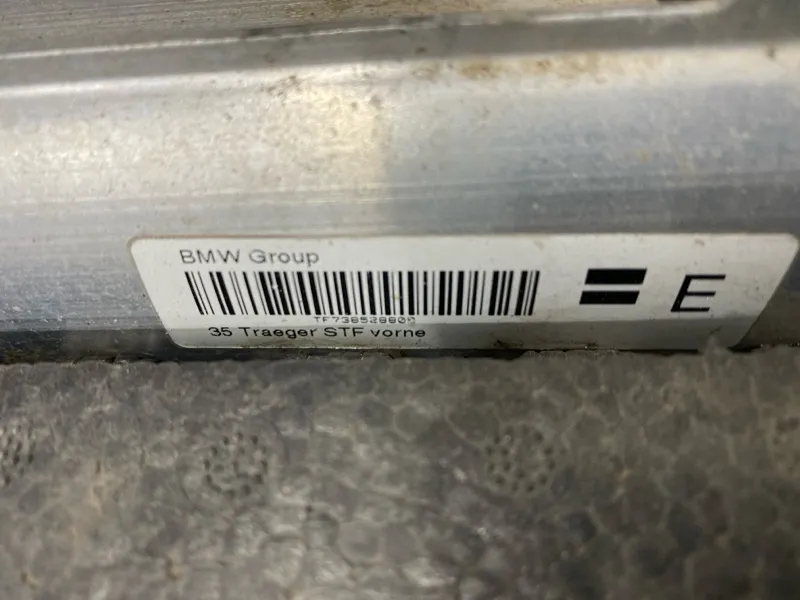 BMW Group
E
35 Traeger STF vorne